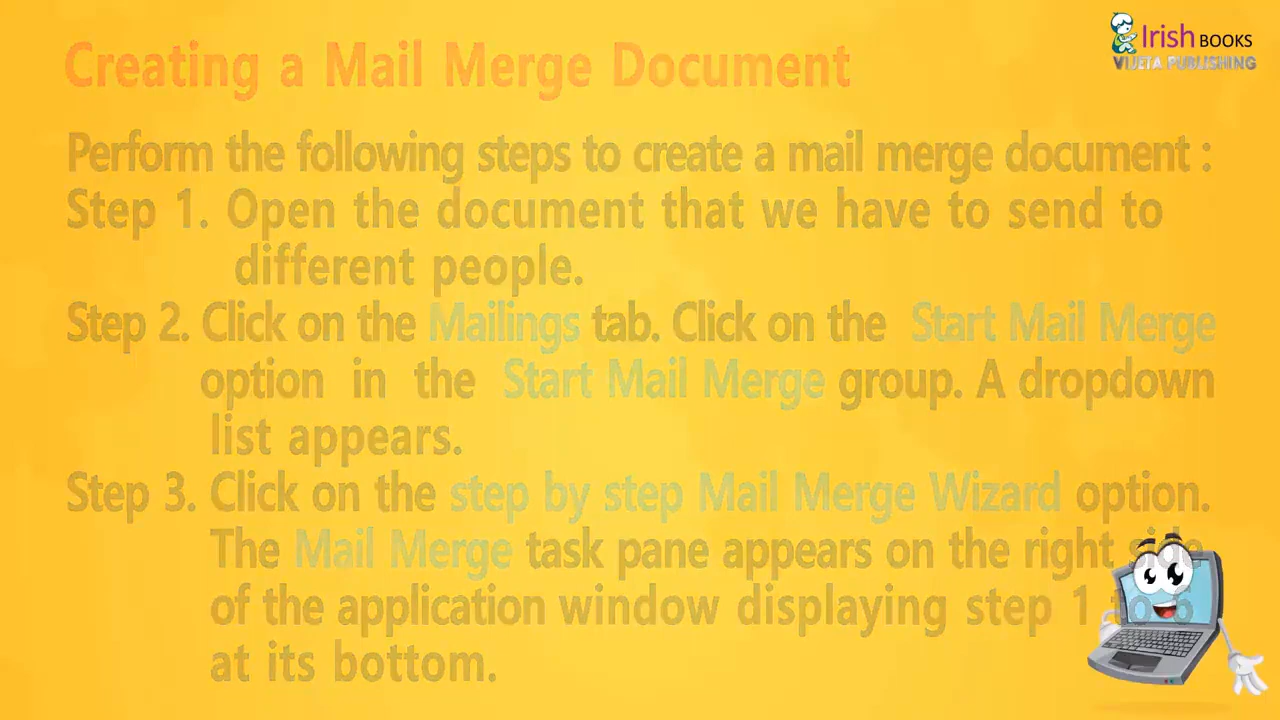 Irish BOOKS
VIJETA PUBLISHING
Creating a Mail Merge Document
Perform the following steps to create a mail merge document :
Step 1. Open the document that we have to send to
different people.
Step 2. Click on the Mailings tab. Click on the Start Mail Merge
option in the Start Mail Merge group. A dropdown
list appears.
Step 3. Click on the step by step Mail Merge Wizard option.
The Mail Merge task pane appears on the right side
of the application window displaying step 1 to 6
at its bottom.